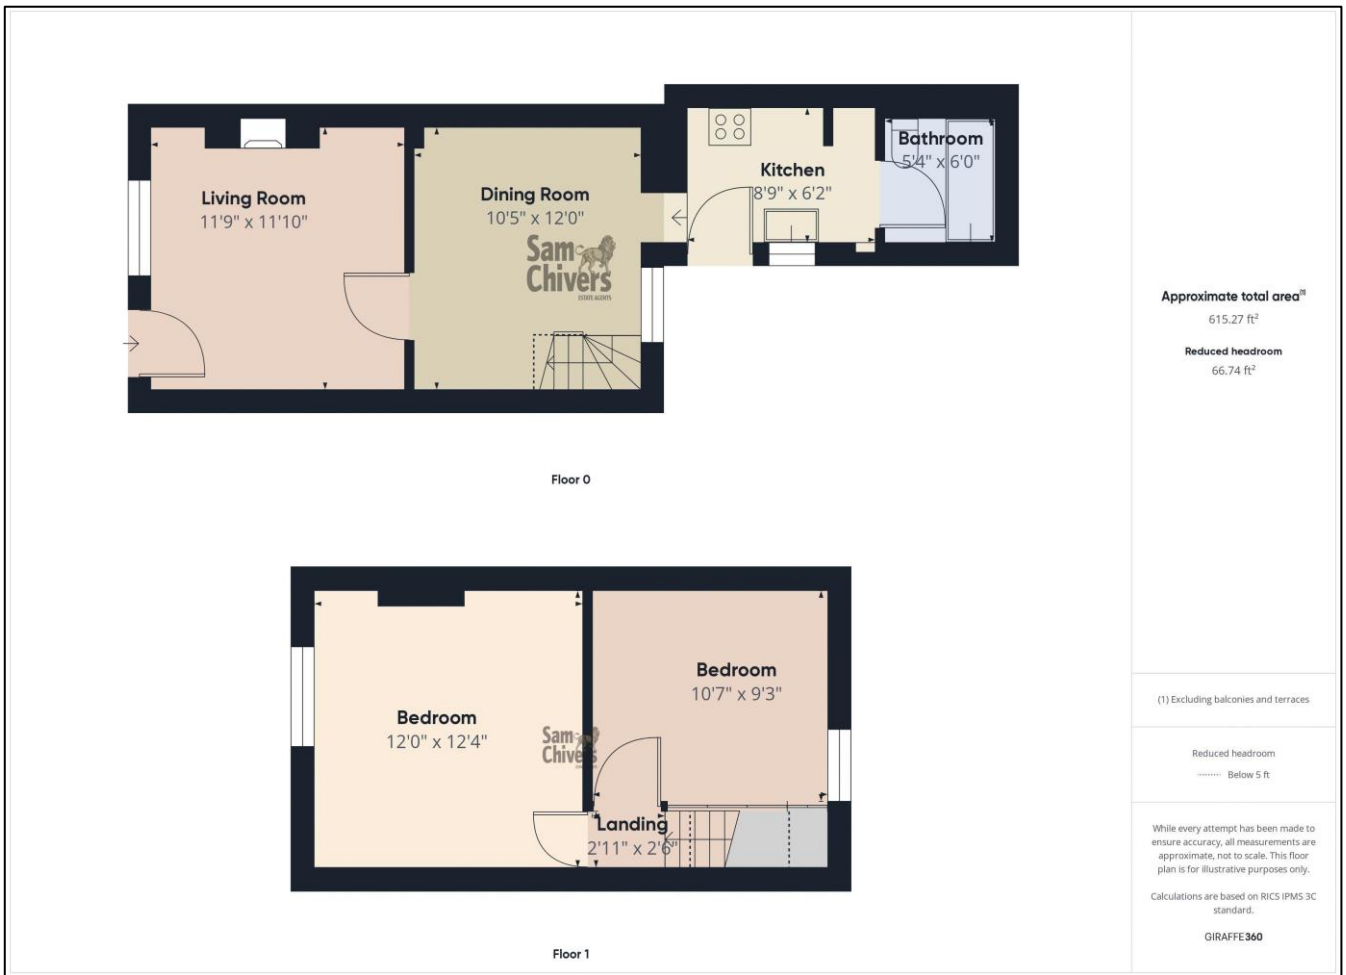 Living Room
11'9" x 11'10"
Dining Room
10'5" x 12'0"
Sam
Chivers
ESTATE AGENTS
Kitchen
8'9" x 6'2"
Bathroom
5'4" x 6'0"
Floor 0
Bedroom
12'0" x 12'4"
Sam
Chivers
Bedroom
10'7" x 9'3"
Landing
2'11" x 2'6"
Floor 1
Approximate total area⁽¹⁾
615.27 ft²
Reduced headroom
66.74 ft²
(1) Excluding balconies and terraces
Reduced headroom
Below 5 ft
While every attempt has been made to
ensure accuracy, all measurements are
approximate, not to scale. This floor
plan is for illustrative purposes only.
Calculations are based on RICS IPMS 3C
standard.
GIRAFFE360